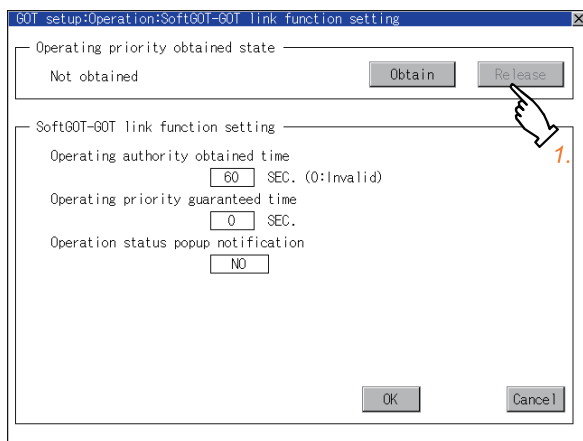 GOT setup:Operation:SoftGOT-GOT link function setting
Operating priority obtained state
Not obtained
Obtain
Release
1.
SoftGOT-GOT link function setting
Operating authority obtained time
60 SEC. (0:Invalid)
Operating priority guaranteed time
0 SEC.
Operation status popup notification
NO
OK
Cancel